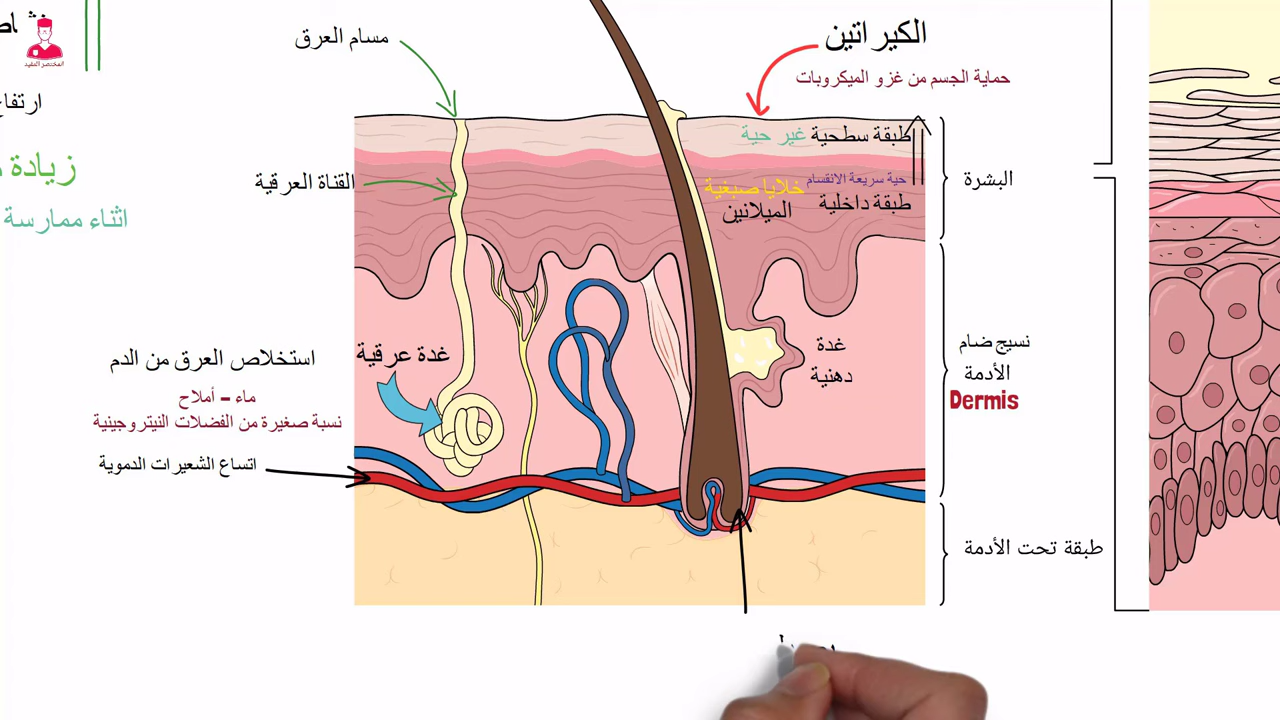 الكيراتين
حماية الجسم من غزو الميكروبات
مسام العرق
طبقة سطحية غير حية
حية سريعة الانقسام
طبقة داخلية
خلايا صبغية
الميلانين
البشرة
القناة العرقية
ارتفاع
زيادة
اثناء ممارسة
نسيج ضام
الأدمة
Dermis
غدة
دهنية
غدة عرقية
استخلاص العرق من الدم
ماء – أملاح
نسبة صغيرة من الفضلات النيتروجينية
اتساع الشعيرات الدموية
طبقة تحت الأدمة
المختصر المفيد